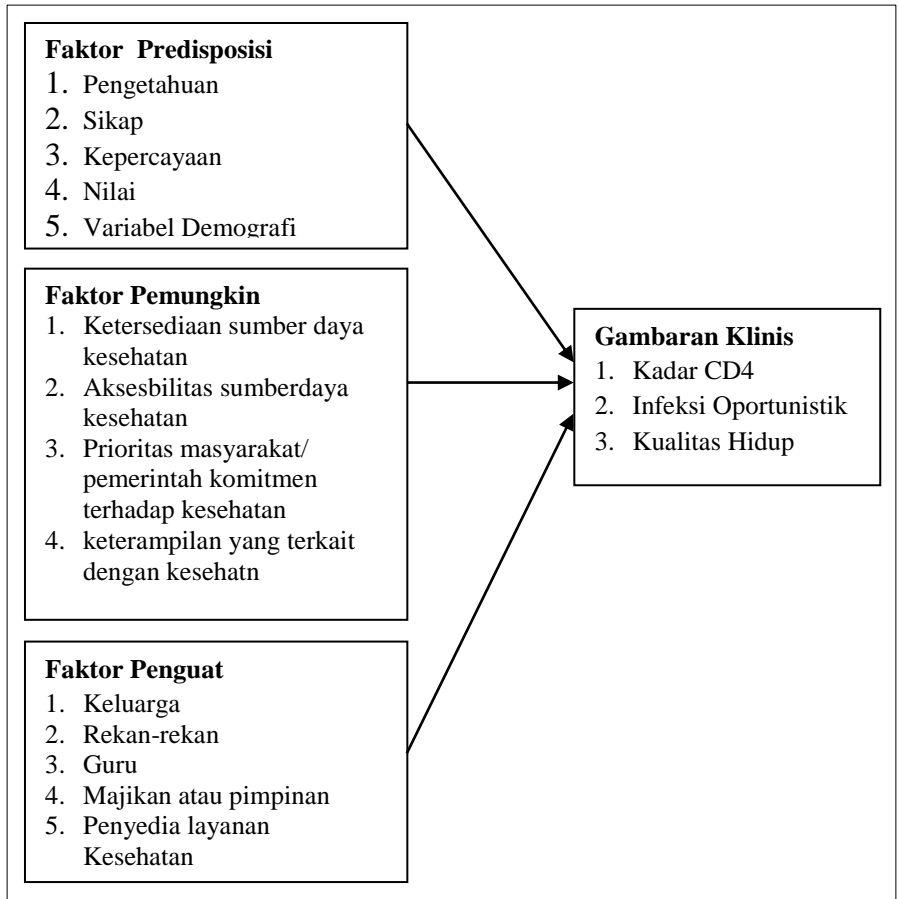 Faktor Predisposisi
1. Pengetahuan
2. Sikap
3. Kepercayaan
4. Nilai
5. Variabel Demografi
Faktor Pemungkin
1. Ketersediaan sumber daya
kesehatan
2. Aksesbilitas sumberdaya
kesehatan
3. Prioritas masyarakat/
pemerintah komitmen
terhadap kesehatan
4. keterampilan yang terkait
dengan kesehatn
Faktor Penguat
1. Keluarga
2. Rekan-rekan
3. Guru
4. Majikan atau pimpinan
5. Penyedia layanan
Kesehatan
Gambaran Klinis
1. Kadar CD4
2. Infeksi Oportunistik
3. Kualitas Hidup